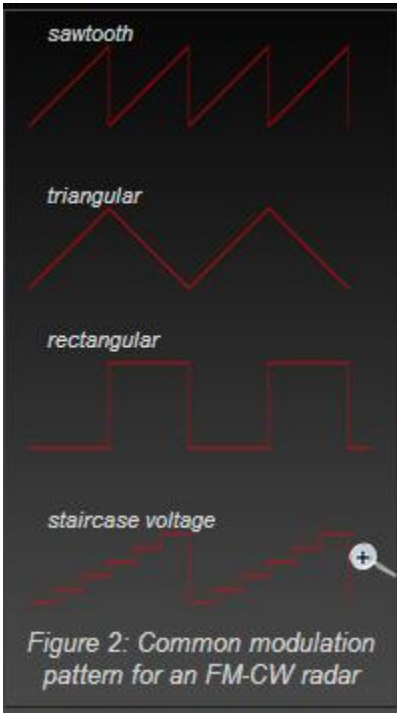 sawtooth
triangular
rectangular
staircase voltage
Figure 2: Common modulation
pattern for an FM-CW radar